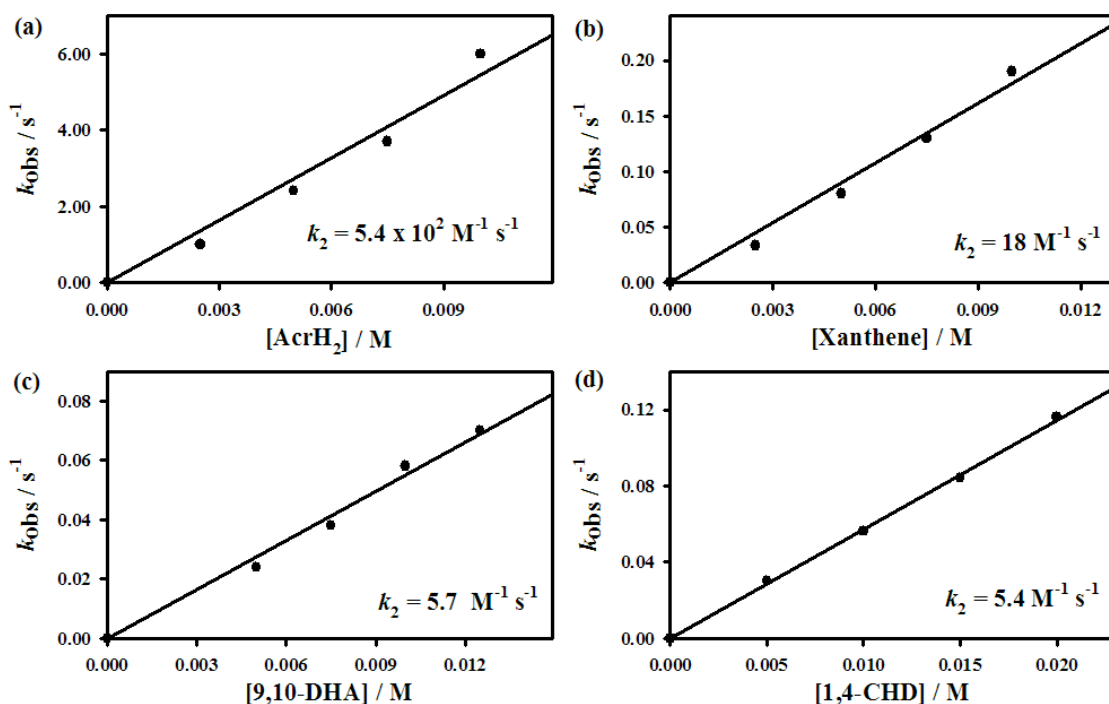 (a)
6.00
4.00
2.00
0.00
kobs / s⁻¹
k₂ = 5.4 x 10² M⁻¹ s⁻¹
0.000 0.003 0.006 0.009
[AcrH₂] / M
(b)
0.20
0.15
0.10
0.05
0.00
kobs / s⁻¹
k₂ = 18 M⁻¹ s⁻¹
0.000 0.003 0.006 0.009 0.012
[Xanthene] / M
(c)
0.08
0.06
0.04
0.02
0.00
kobs / s⁻¹
k₂ = 5.7 M⁻¹ s⁻¹
0.000 0.003 0.006 0.009 0.012
[9,10-DHA] / M
(d)
0.12
0.08
0.04
0.00
kobs / s⁻¹
k₂ = 5.4 M⁻¹ s⁻¹
0.000 0.005 0.010 0.015 0.020
[1,4-CHD] / M